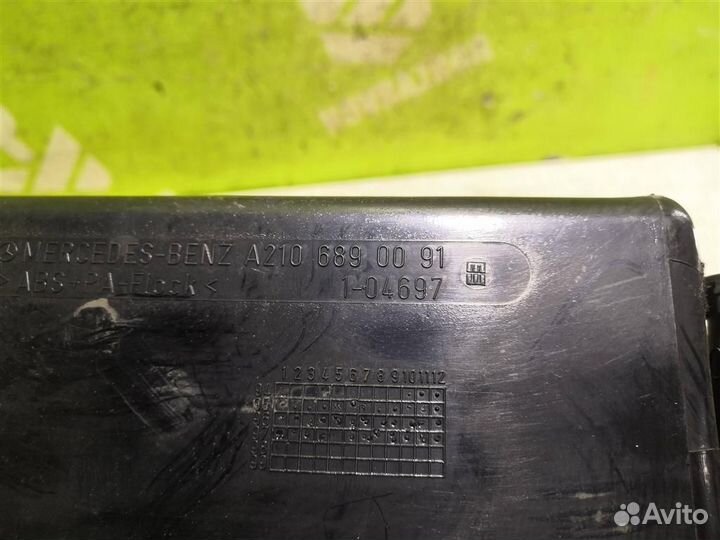 MERCEDES-BENZ A210 689 00 91
>ABS+PA-Flock< 1-04697
1 2 3 4 5 6 7 8 9 10 11 12
Avito